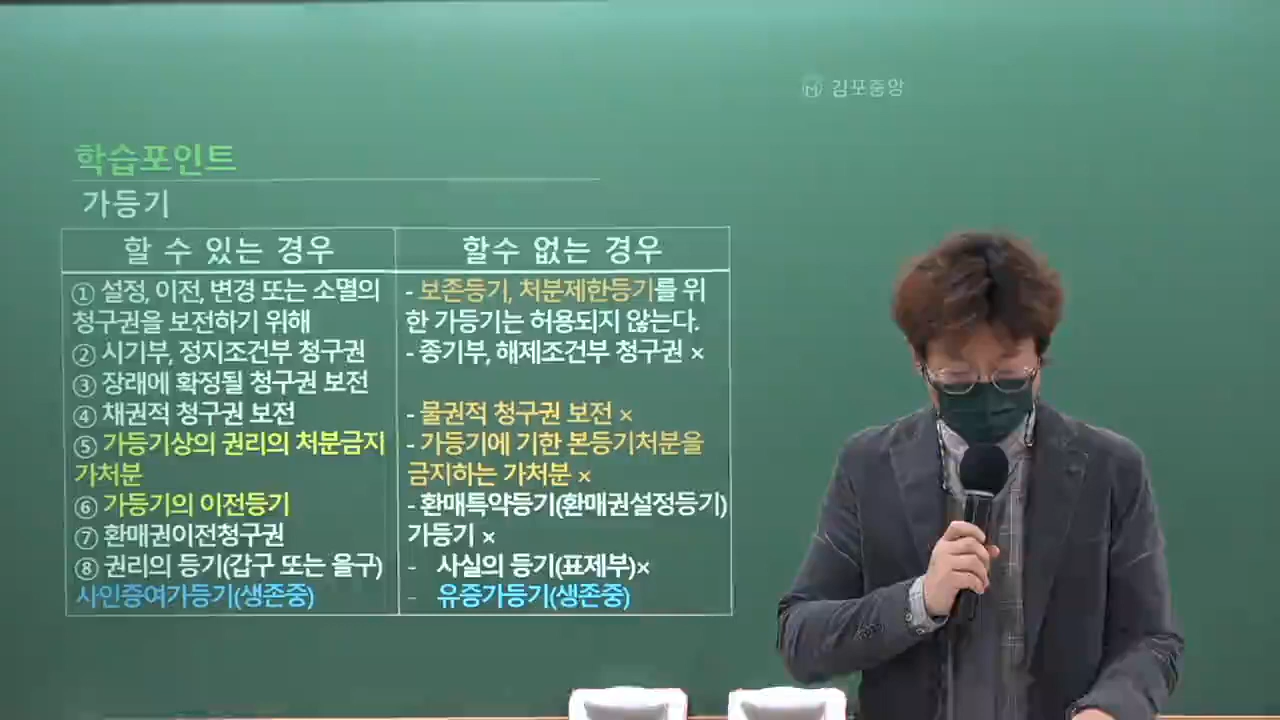 김포중앙
학습포인트
가등기
할 수 있는 경우
할수 없는 경우
① 설정, 이전, 변경 또는 소멸의
청구권을 보전하기 위해
② 시기부, 정지조건부 청구권
③ 장래에 확정될 청구권 보전
④ 채권적 청구권 보전
⑤ 가등기상의 권리의 처분금지
가처분
⑥ 가등기의 이전등기
⑦ 환매권이전청구권
⑧ 권리의 등기(갑구 또는 을구)
사인증여가등기(생존중)
- 보존등기, 처분제한등기를 위
한 가등기는 허용되지 않는다.
- 종기부, 해제조건부 청구권 ×
- 물권적 청구권 보전 ×
- 가등기에 기한 본등기처분을
금지하는 가처분 ×
- 환매특약등기(환매권설정등기)
가등기 ×
- 사실의 등기(표제부)×
- 유증가등기(생존중)